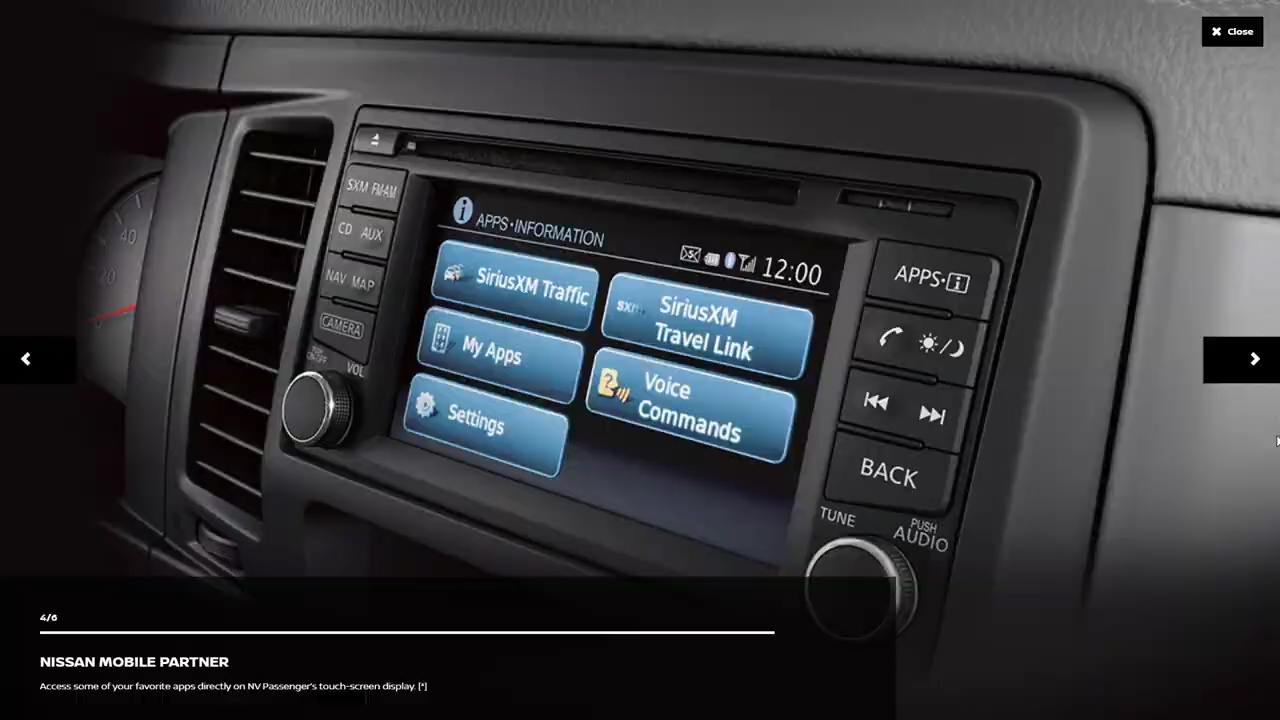 Close
SXM FM•AM
CD AUX
NAV MAP
CAMERA
VOL
APPS•INFORMATION
12:00
SiriusXM Traffic
SiriusXM
Travel Link
My Apps
Voice
Commands
Settings
APPS•i
BACK
TUNE
PUSH
AUDIO
40
20
4/6
NISSAN MOBILE PARTNER
Access some of your favorite apps directly on NV Passenger's touch-screen display. [*]